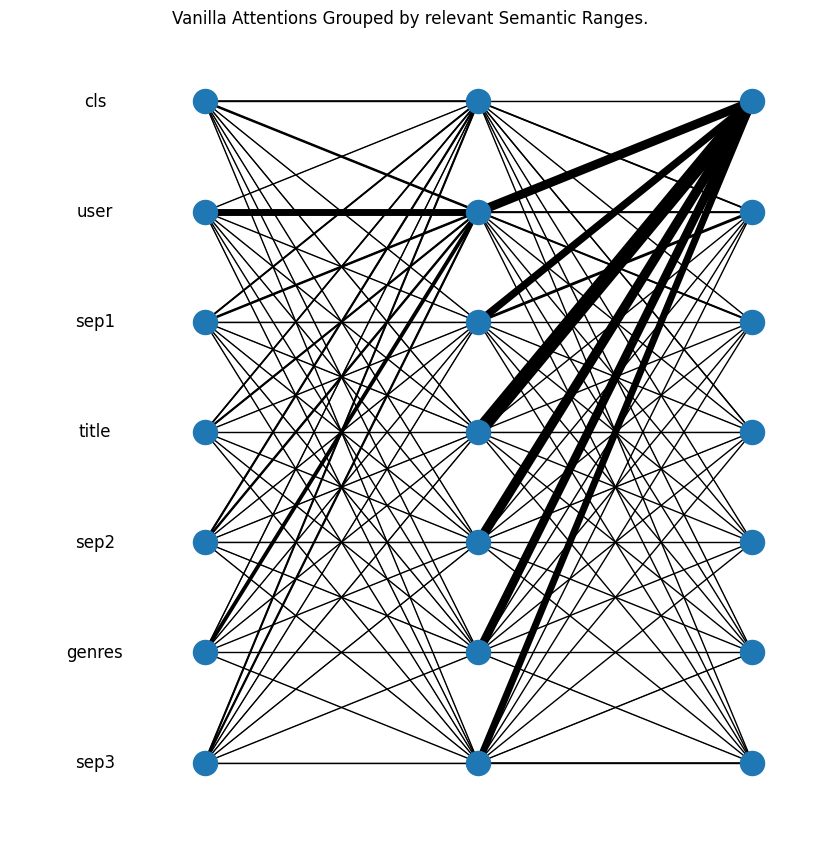 Vanilla Attentions Grouped by relevant Semantic Ranges.
cls
user
sep1
title
sep2
genres
sep3